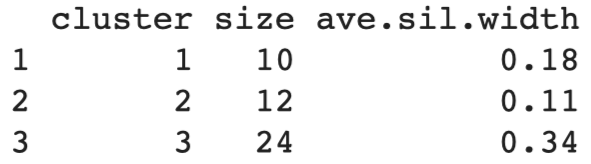 cluster size ave.sil.width
1 1 10 0.18
2 2 12 0.11
3 3 24 0.34